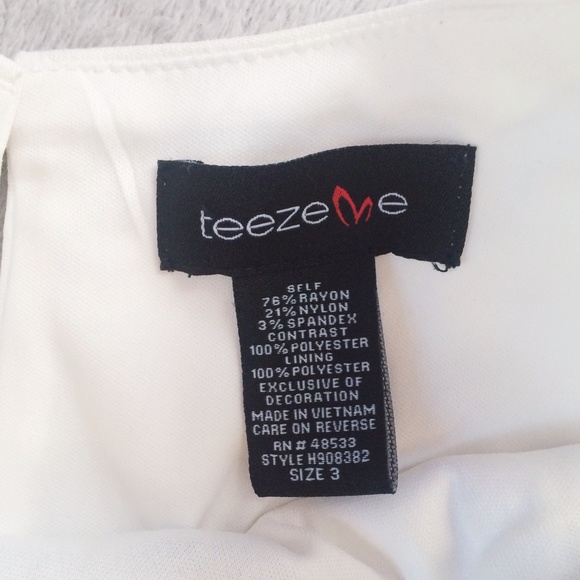 teezeMe
SELF
76% RAYON
21% NYLON
3% SPANDEX
CONTRAST
100% POLYESTER
LINING
100% POLYESTER
EXCLUSIVE OF
DECORATION
MADE IN VIETNAM
CARE ON REVERSE
RN # 48533
STYLE H908382
SIZE 3